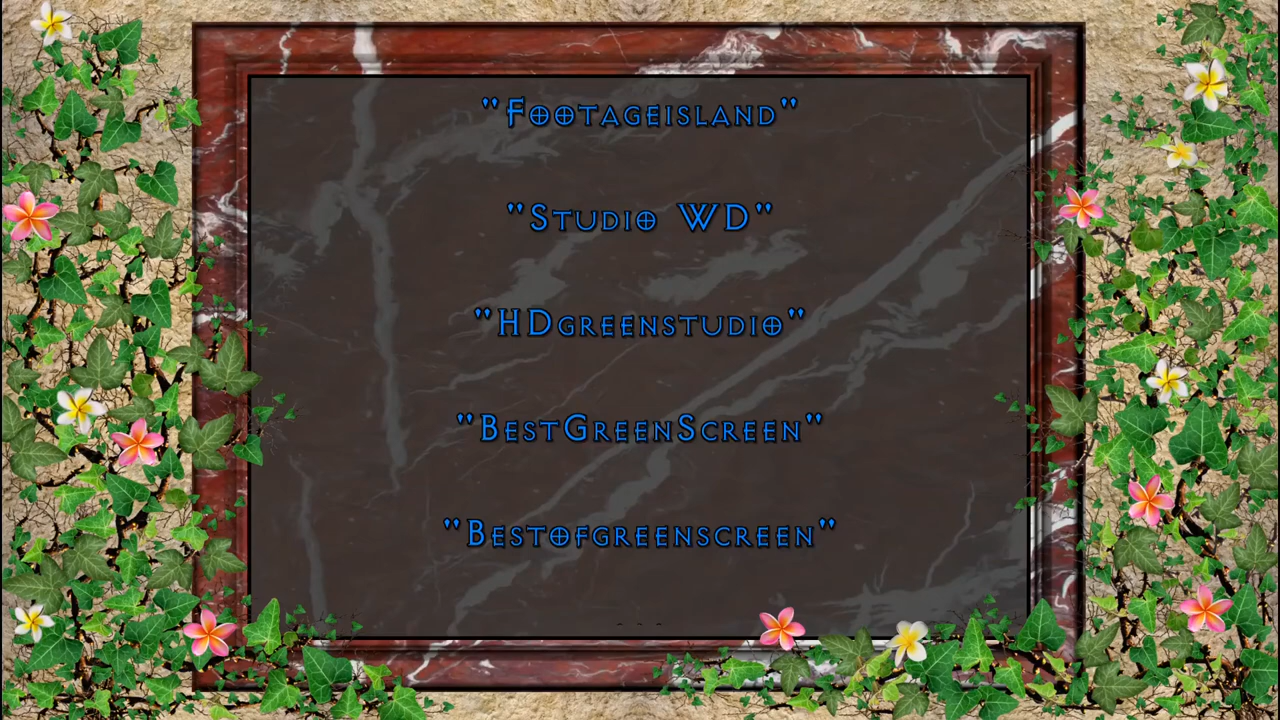 "Footageisland"
"Studio WD"
"HDgreenstudio"
"BestGreenScreen"
"Bestofgreenscreen"